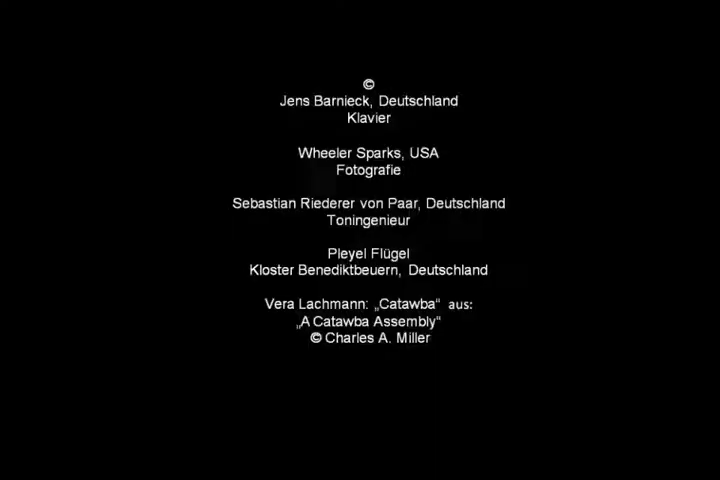 ©
Jens Barnieck, Deutschland
Klavier
Wheeler Sparks, USA
Fotografie
Sebastian Riederer von Paar, Deutschland
Toningenieur
Pleyel Flügel
Kloster Benediktbeuern, Deutschland
Vera Lachmann: „Catawba“ aus:
„A Catawba Assembly“
© Charles A. Miller